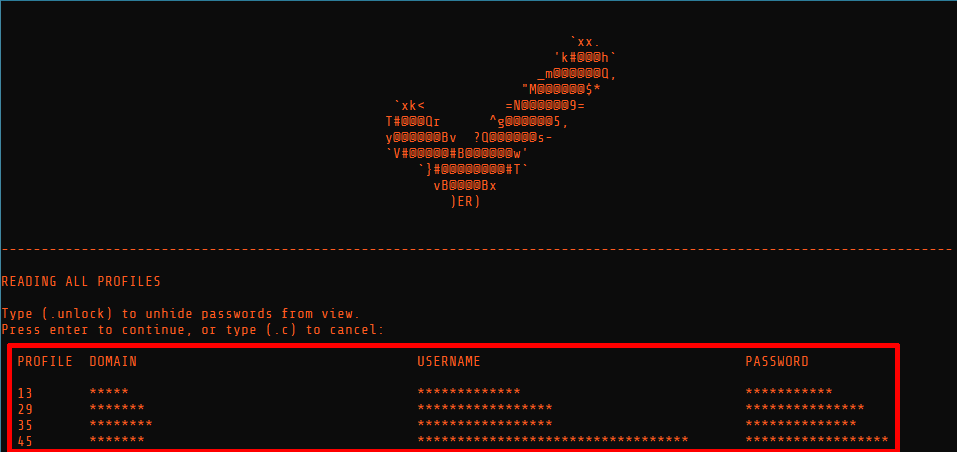 `xx.
'k#@@@h`
_m@@@@@@Q,
"M@@@@@@$*
`xk<          =N@@@@@@9=
T#@@@Qr      ^g@@@@@@5,
y@@@@@@Bv  ?Q@@@@@@s-
`V#@@@@@#B@@@@@@w'
`}#@@@@@@@@#T`
vB@@@@Bx
)ER)
-----------------------------------------------------------------------------------------------------------------------
READING ALL PROFILES
Type (.unlock) to unhide passwords from view.
Press enter to continue, or type (.c) to cancel:
PROFILE  DOMAIN  USERNAME  PASSWORD
13  *****  *************  ***********
29  *******  *****************  ***************
35  ********  *****************  **************
45  *******  **********************************  ******************